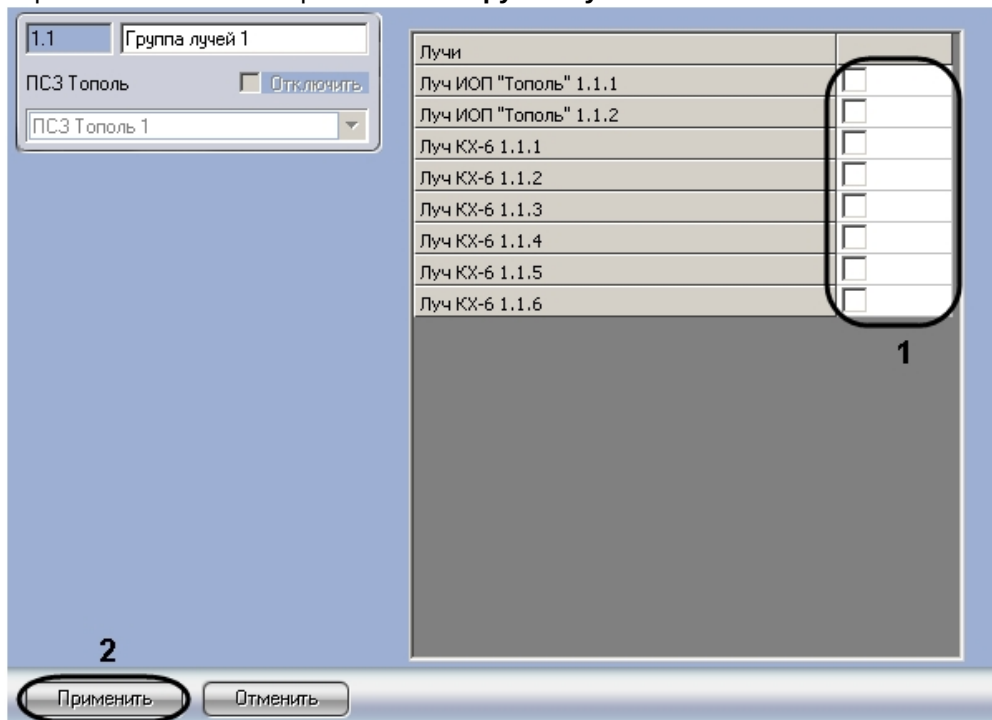 1.1 Группа лучей 1
ПСЗ Тополь Отключить
ПСЗ Тополь 1
Лучи
Луч ИОП "Тополь" 1.1.1
Луч ИОП "Тополь" 1.1.2
Луч КХ-6 1.1.1
Луч КХ-6 1.1.2
Луч КХ-6 1.1.3
Луч КХ-6 1.1.4
Луч КХ-6 1.1.5
Луч КХ-6 1.1.6
1
2
Применить Отменить